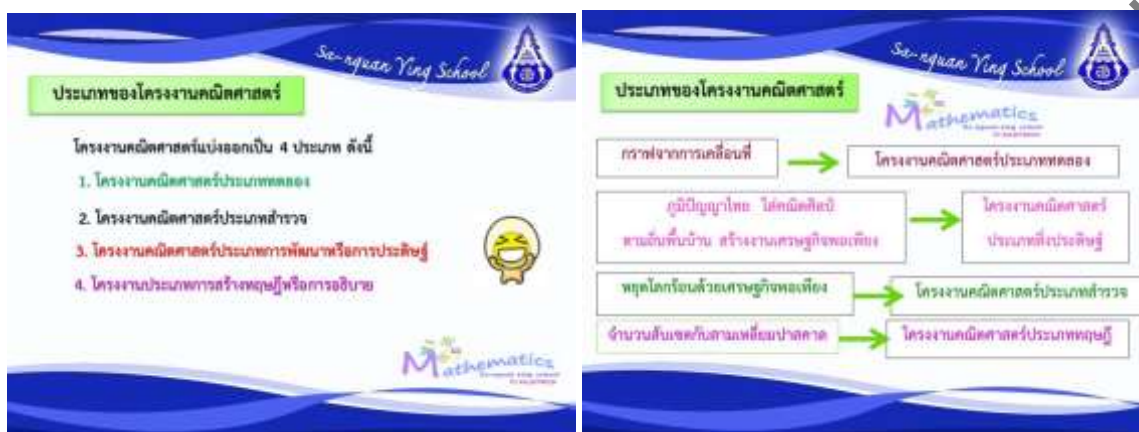 Sa-nguan Ying School
ประเภทของโครงงานคณิตศาสตร์
โครงงานคณิตศาสตร์แบ่งออกเป็น 4 ประเภท ดังนี้
1. โครงงานคณิตศาสตร์ประเภททดลอง
2. โครงงานคณิตศาสตร์ประเภทสำรวจ
3. โครงงานคณิตศาสตร์ประเภทการพัฒนาหรือการประดิษฐ์
4. โครงงานประเภทการสร้างทฤษฎีหรือการอธิบาย
Mathematics
Sa-nguan Ying School
ประเภทของโครงงานคณิตศาสตร์
Mathematics
กราฟจากการเคลื่อนที่
โครงงานคณิตศาสตร์ประเภททดลอง
ภูมิปัญญาไทย ใส่คณิตศิลป์
สานถิ่นพื้นบ้าน สร้างงานเศรษฐกิจพอเพียง
โครงงานคณิตศาสตร์
ประเภทสิ่งประดิษฐ์
หยุดโลกร้อนด้วยเศรษฐกิจพอเพียง
โครงงานคณิตศาสตร์ประเภทสำรวจ
จำนวนลับเขตกับสามเหลี่ยมปาสคาล
โครงงานคณิตศาสตร์ประเภททฤษฎี